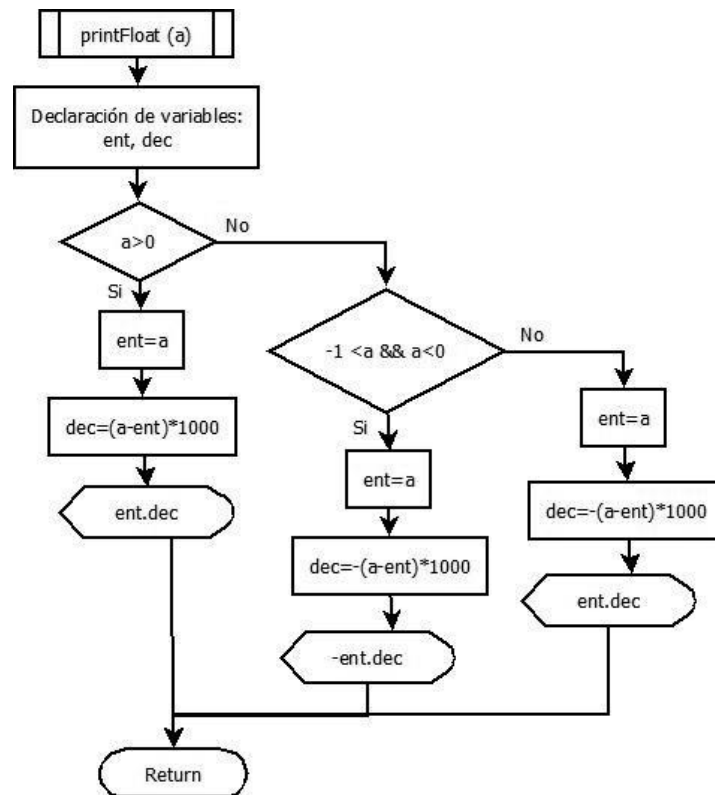 printFloat (a)
Declaración de variables:
ent, dec
a>0
No
Si
ent=a
dec=(a-ent)*1000
ent.dec
-1 <a && a<0
No
Si
ent=a
dec=-(a-ent)*1000
-ent.dec
ent=a
dec=-(a-ent)*1000
ent.dec
Return